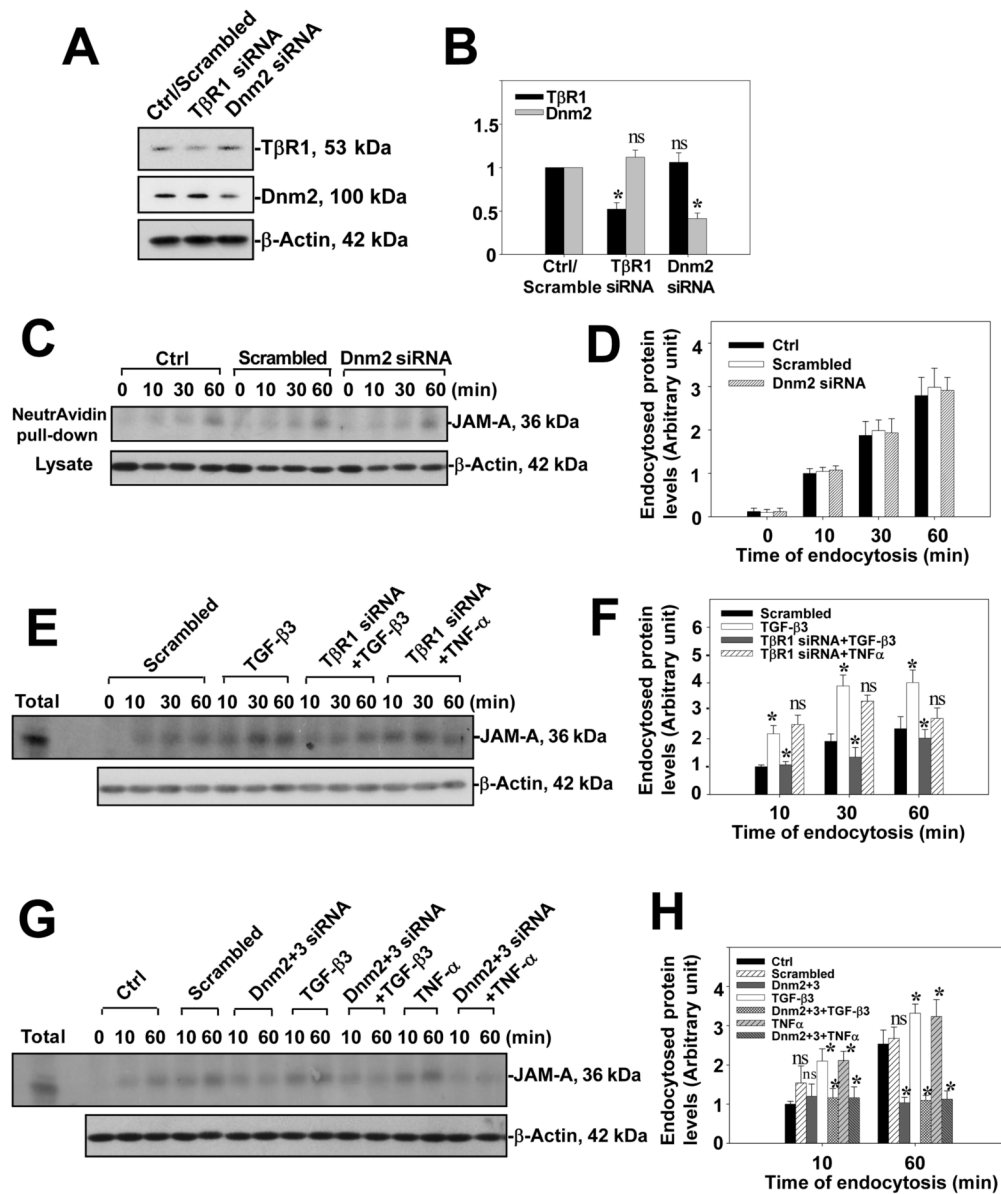 A
Ctrl/Scrambled
TβR1 siRNA
Dnm2 siRNA
-TβR1, 53 kDa
-Dnm2, 100 kDa
-β-Actin, 42 kDa
B
TβR1
Dnm2
1.5
1
0.5
0
ns
ns
*
*
Ctrl/ TβR1 Dnm2
Scramble siRNA siRNA
C
Ctrl Scrambled Dnm2 siRNA
0 10 30 60 0 10 30 60 0 10 30 60 (min)
NeutrAvidin
pull-down
-JAM-A, 36 kDa
Lysate
-β-Actin, 42 kDa
D
Endocytosed protein
levels (Arbitrary unit)
4
3
2
1
0
Ctrl
Scrambled
Dnm2 siRNA
0 10 30 60
Time of endocytosis (min)
E
Scrambled
TGF-β3
TβR1 siRNA
+TGF-β3
TβR1 siRNA
+TNF-α
Total
0 10 30 60 10 30 60 10 30 60 10 30 60 (min)
-JAM-A, 36 kDa
-β-Actin, 42 kDa
F
Endocytosed protein
levels (Arbitrary unit)
6
5
4
3
2
1
0
Scrambled
TGF-β3
TβR1 siRNA+TGF-β3
TβR1 siRNA+TNFα
* * ns
* * ns
* * ns
10 30 60
Time of endocytosis (min)
G
Ctrl
Scrambled
Dnm2+3 siRNA
TGF-β3
Dnm2+3 siRNA
+TGF-β3
TNF-α
Dnm2+3 siRNA
+TNF-α
Total
0 10 60 10 60 10 60 10 60 10 60 10 60 10 60 (min)
-JAM-A, 36 kDa
-β-Actin, 42 kDa
H
Endocytosed protein
levels (Arbitrary unit)
4
3
2
1
0
Ctrl
Scrambled
Dnm2+3
TGF-β3
Dnm2+3+TGF-β3
TNFα
Dnm2+3+TNFα
ns ns * * * *
ns * * * * *
10 60
Time of endocytosis (min)